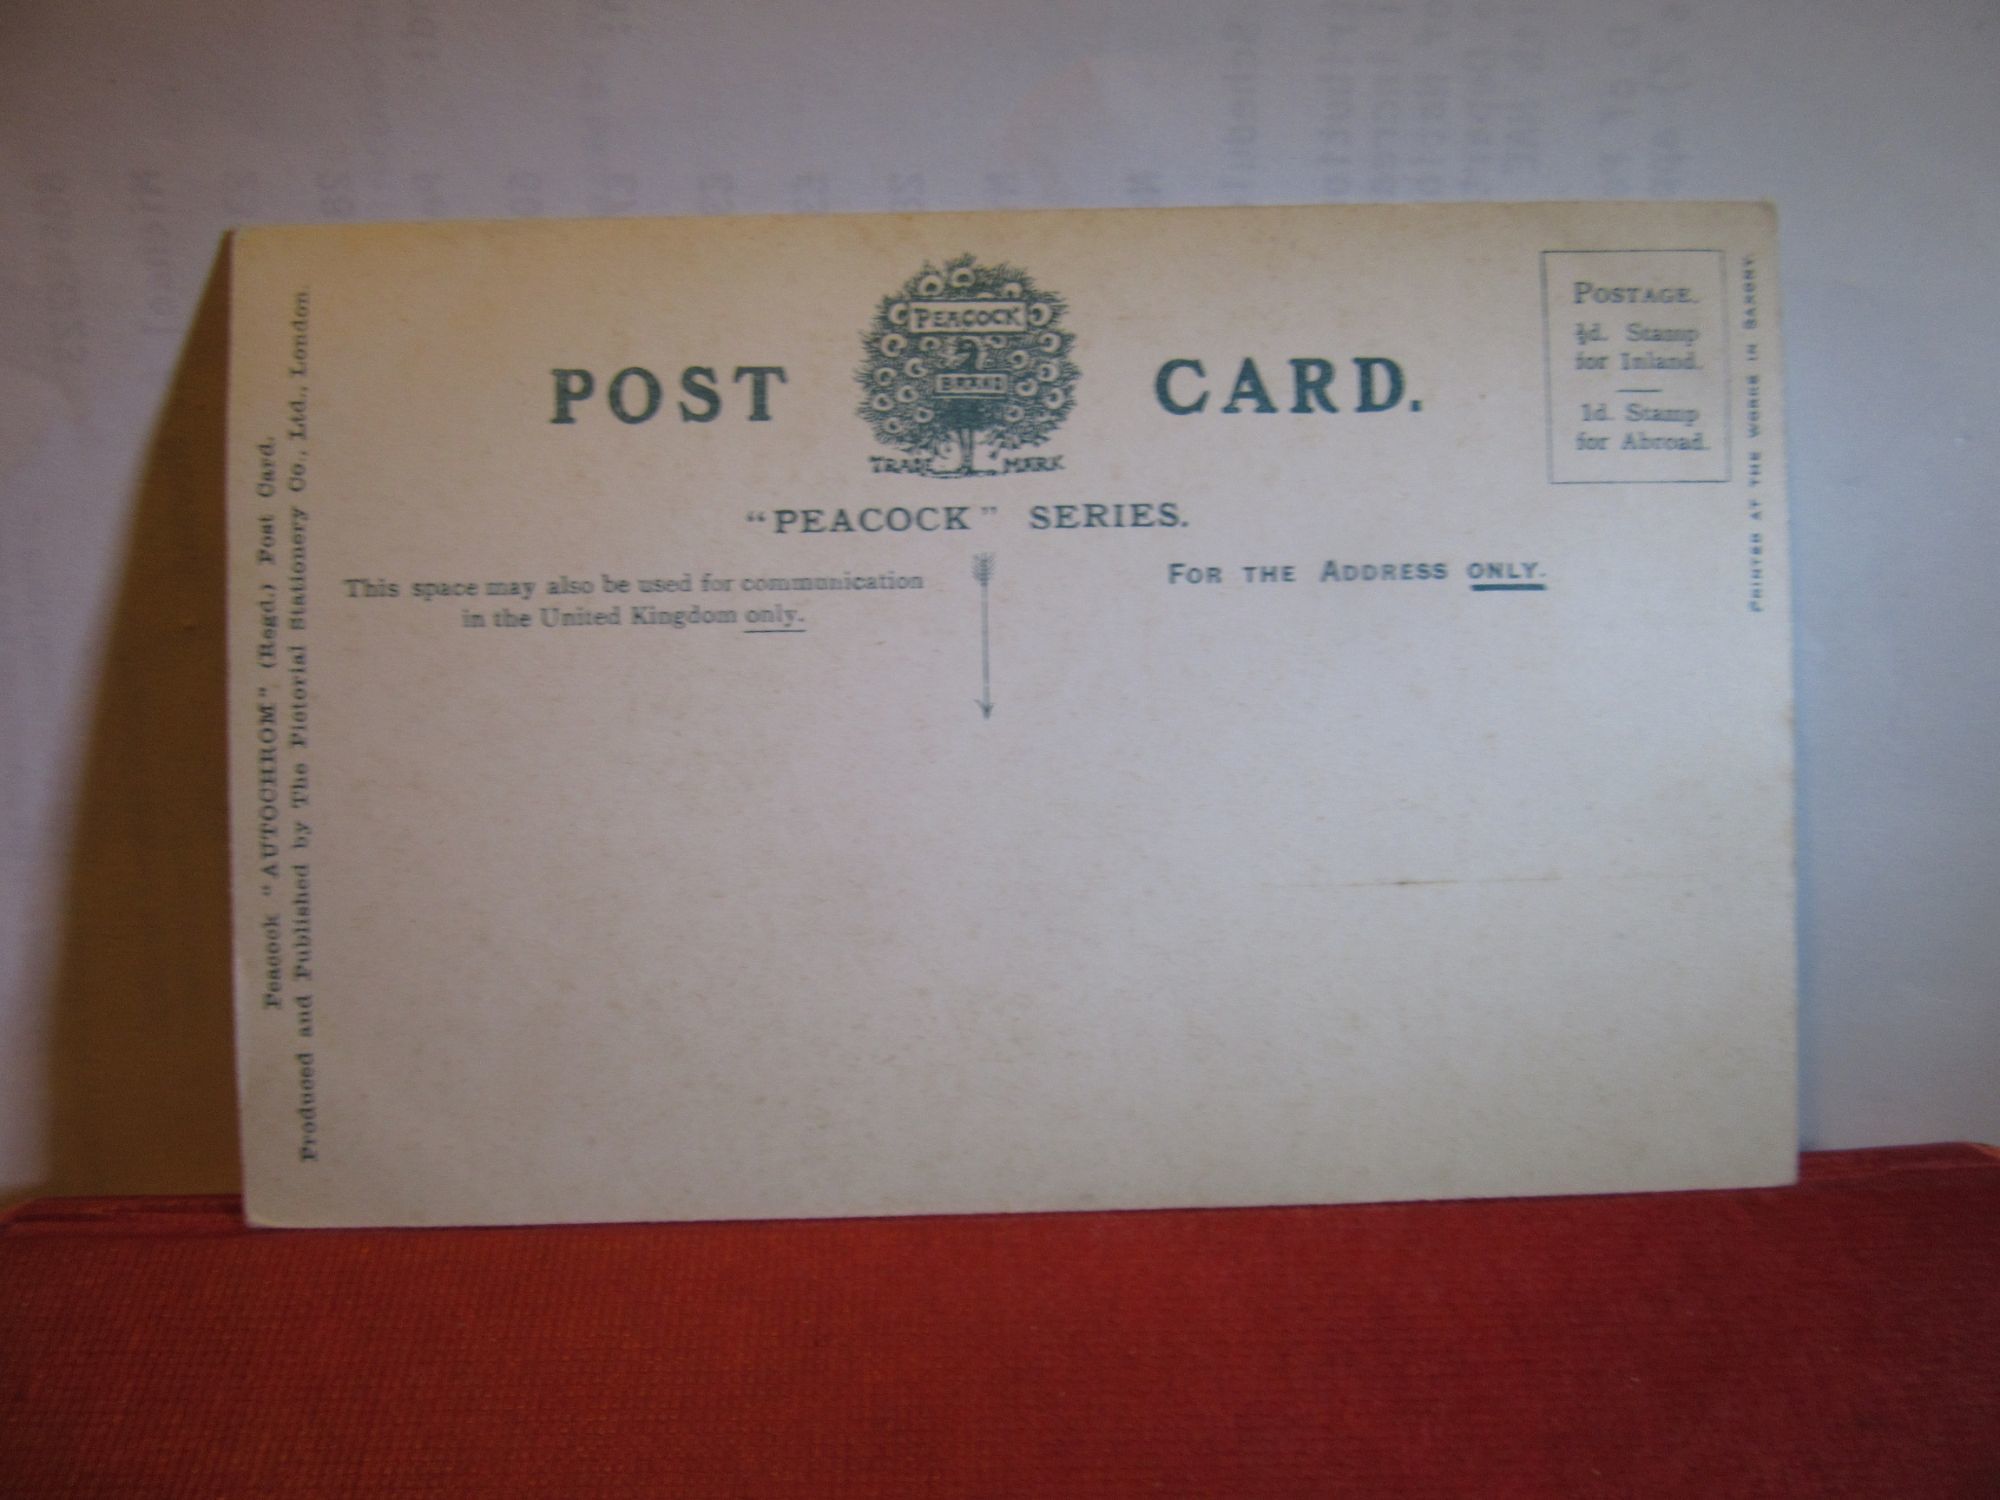 POST CARD.
PEACOCK
BRAND
TRADE MARK
POSTAGE.
½d. Stamp
for Inland.
1d. Stamp
for Abroad.
"PEACOCK" SERIES.
This space may also be used for communication
in the United Kingdom only.
FOR THE ADDRESS ONLY.
Peacock "AUTOCHROM" (Regd.) Post Card.
Produced and Published by The Pictorial Stationery Co., Ltd., London.
PRINTED AT THE WORKS IN SAXONY.